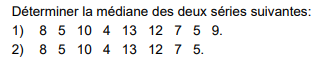 Déterminer la médiane des deux séries suivantes:
1) 8 5 10 4 13 12 7 5 9.
2) 8 5 10 4 13 12 7 5.